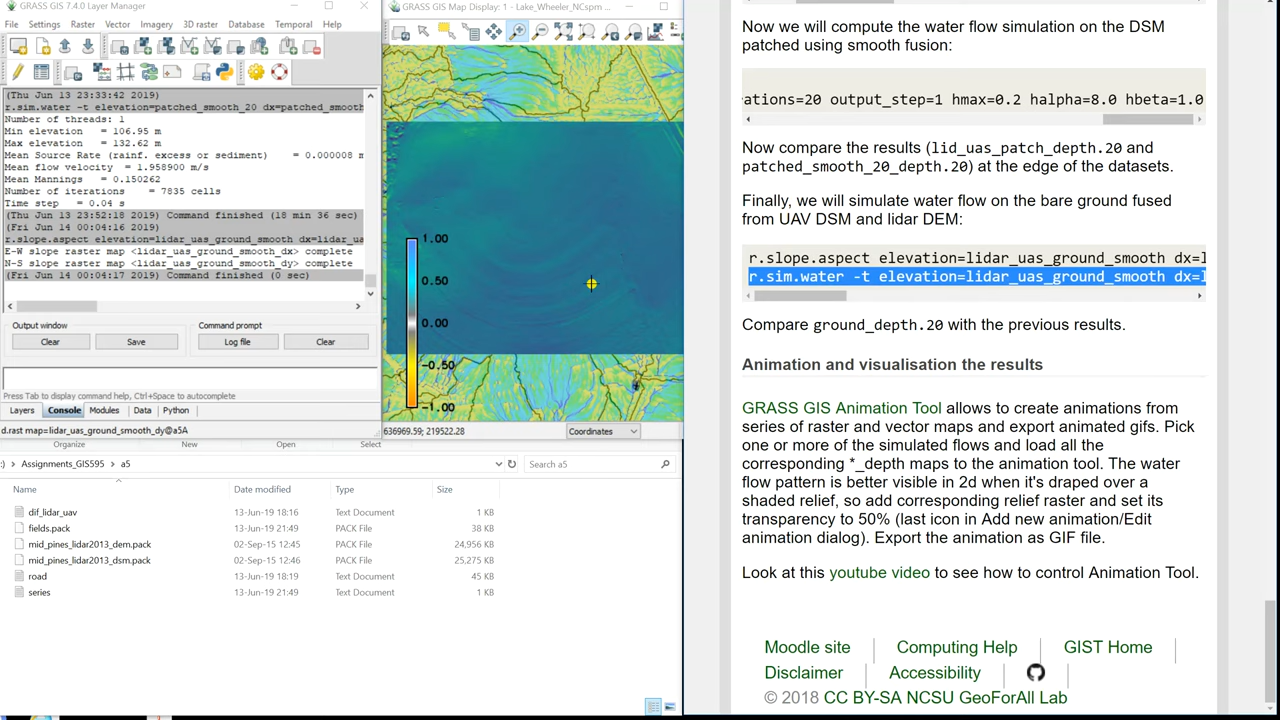 GRASS GIS 7.4.0 Layer Manager
File Settings Raster Vector Imagery 3D raster Database Temporal Help
(Thu Jun 13 23:33:42 2019)
r.sim.water -t elevation=patched_smooth_20 dx=patched_smooth
Number of threads: 1
Min elevation = 106.95 m
Max elevation = 132.62 m
Mean Source Rate (rainf. excess or sediment) = 0.000008 m
Mean flow velocity = 1.958900 m/s
Mean Mannings = 0.150262
Number of iterations = 7835 cells
Time step = 0.04 s
(Thu Jun 13 23:52:18 2019) Command finished (18 min 36 sec)
(Fri Jun 14 00:04:16 2019)
r.slope.aspect elevation=lidar_uas_ground_smooth dx=lidar_ua
E-W slope raster map <lidar_uas_ground_smooth_dx> complete
N-S slope raster map <lidar_uas_ground_smooth_dy> complete
(Fri Jun 14 00:04:17 2019) Command finished (0 sec)
Output window
Command prompt
Clear Save Log file Clear
Press Tab to display command help, Ctrl+Space to autocomplete
Layers Console Modules Data Python
d.rast map=lidar_uas_ground_smooth_dy@a5A
GRASS GIS Map Display: 1 - Lake_Wheeler_NCspm
1.00
0.50
0.00
-0.50
-1.00
636969.59; 219522.28
Coordinates
Organize New Open Select
Assignments_GIS595 a5
Search a5
Name Date modified Type Size
dif_lidar_uav 13-Jun-19 18:16 Text Document 1 KB
fields.pack 13-Jun-19 21:49 PACK File 38 KB
mid_pines_lidar2013_dem.pack 02-Sep-15 12:45 PACK File 24,956 KB
mid_pines_lidar2013_dsm.pack 02-Sep-15 12:46 PACK File 25,275 KB
road 13-Jun-19 18:19 Text Document 45 KB
series 13-Jun-19 21:49 Text Document 1 KB
Now we will compute the water flow simulation on the DSM
patched using smooth fusion:
ations=20 output_step=1 hmax=0.2 halpha=8.0 hbeta=1.0
Now compare the results (lid_uas_patch_depth.20 and
patched_smooth_20_depth.20) at the edge of the datasets.
Finally, we will simulate water flow on the bare ground fused
from UAV DSM and lidar DEM:
r.slope.aspect elevation=lidar_uas_ground_smooth dx=l
r.sim.water -t elevation=lidar_uas_ground_smooth dx=l
Compare ground_depth.20 with the previous results.
Animation and visualisation the results
GRASS GIS Animation Tool allows to create animations from
series of raster and vector maps and export animated gifs. Pick
one or more of the simulated flows and load all the
corresponding *_depth maps to the animation tool. The water
flow pattern is better visible in 2d when it's draped over a
shaded relief, so add corresponding relief raster and set its
transparency to 50% (last icon in Add new animation/Edit
animation dialog). Export the animation as GIF file.
Look at this youtube video to see how to control Animation Tool.
Moodle site Computing Help GIST Home
Disclaimer Accessibility
© 2018 CC BY-SA NCSU GeoForAll Lab